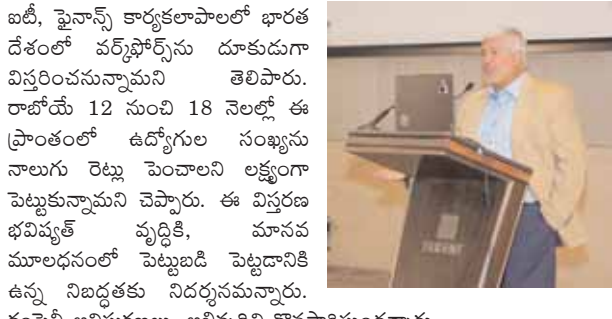 ఐటీ, ఫైనాన్స్ కార్యకలాపాలలో భారత
దేశంలో వర్క్‌ఫోర్స్‌ను దూకుడుగా
విస్తరించనున్నామని తెలిపారు.
రాబోయే 12 నుంచి 18 నెలల్లో ఈ
ప్రాంతంలో ఉద్యోగుల సంఖ్యను
నాలుగు రెట్లు పెంచాలని లక్ష్యంగా
పెట్టుకున్నామని చెప్పారు. ఈ విస్తరణ
భవిష్యత్ వృద్ధికి, మానవ
మూలధనంలో పెట్టుబడి పెట్టడానికి
ఉన్న నిబద్ధతకు నిదర్శనమన్నారు.